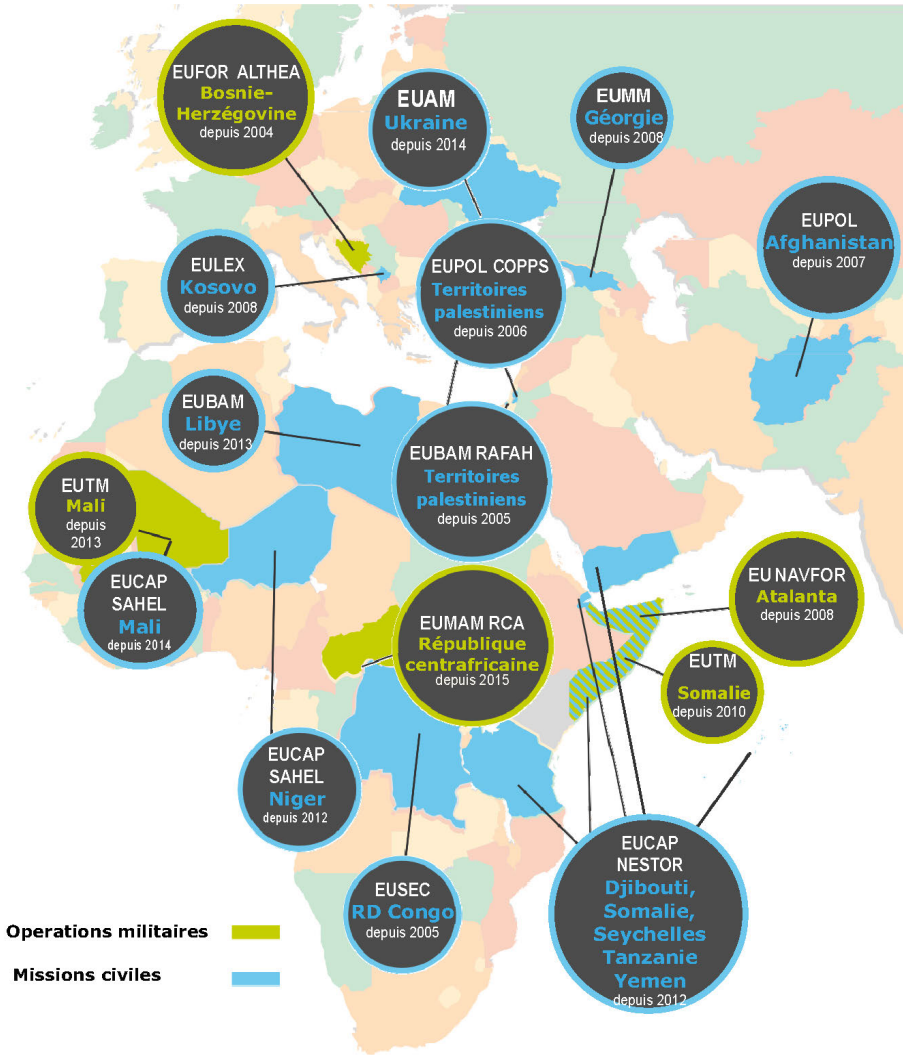 EUFOR ALTHEA
Bosnie-
Herzégovine
depuis 2004
EUAM
Ukraine
depuis 2014
EUMM
Géorgie
depuis 2008
EUPOL
Afghanistan
depuis 2007
EULEX
Kosovo
depuis 2008
EUPOL COPPS
Territoires
palestiniens
depuis 2006
EUBAM
Libye
depuis 2013
EUBAM RAFAH
Territoires
palestiniens
depuis 2005
EUTM
Mali
depuis
2013
EUCAP
SAHEL
Mali
depuis 2014
EUMAM RCA
République
centrafricaine
depuis 2015
EU NAVFOR
Atalanta
depuis 2008
EUTM
Somalie
depuis 2010
EUCAP
SAHEL
Niger
depuis 2012
EUSEC
RD Congo
depuis 2005
EUCAP
NESTOR
Djibouti,
Somalie,
Seychelles
Tanzanie
Yemen
depuis 2012
Operations militaires
Missions civiles